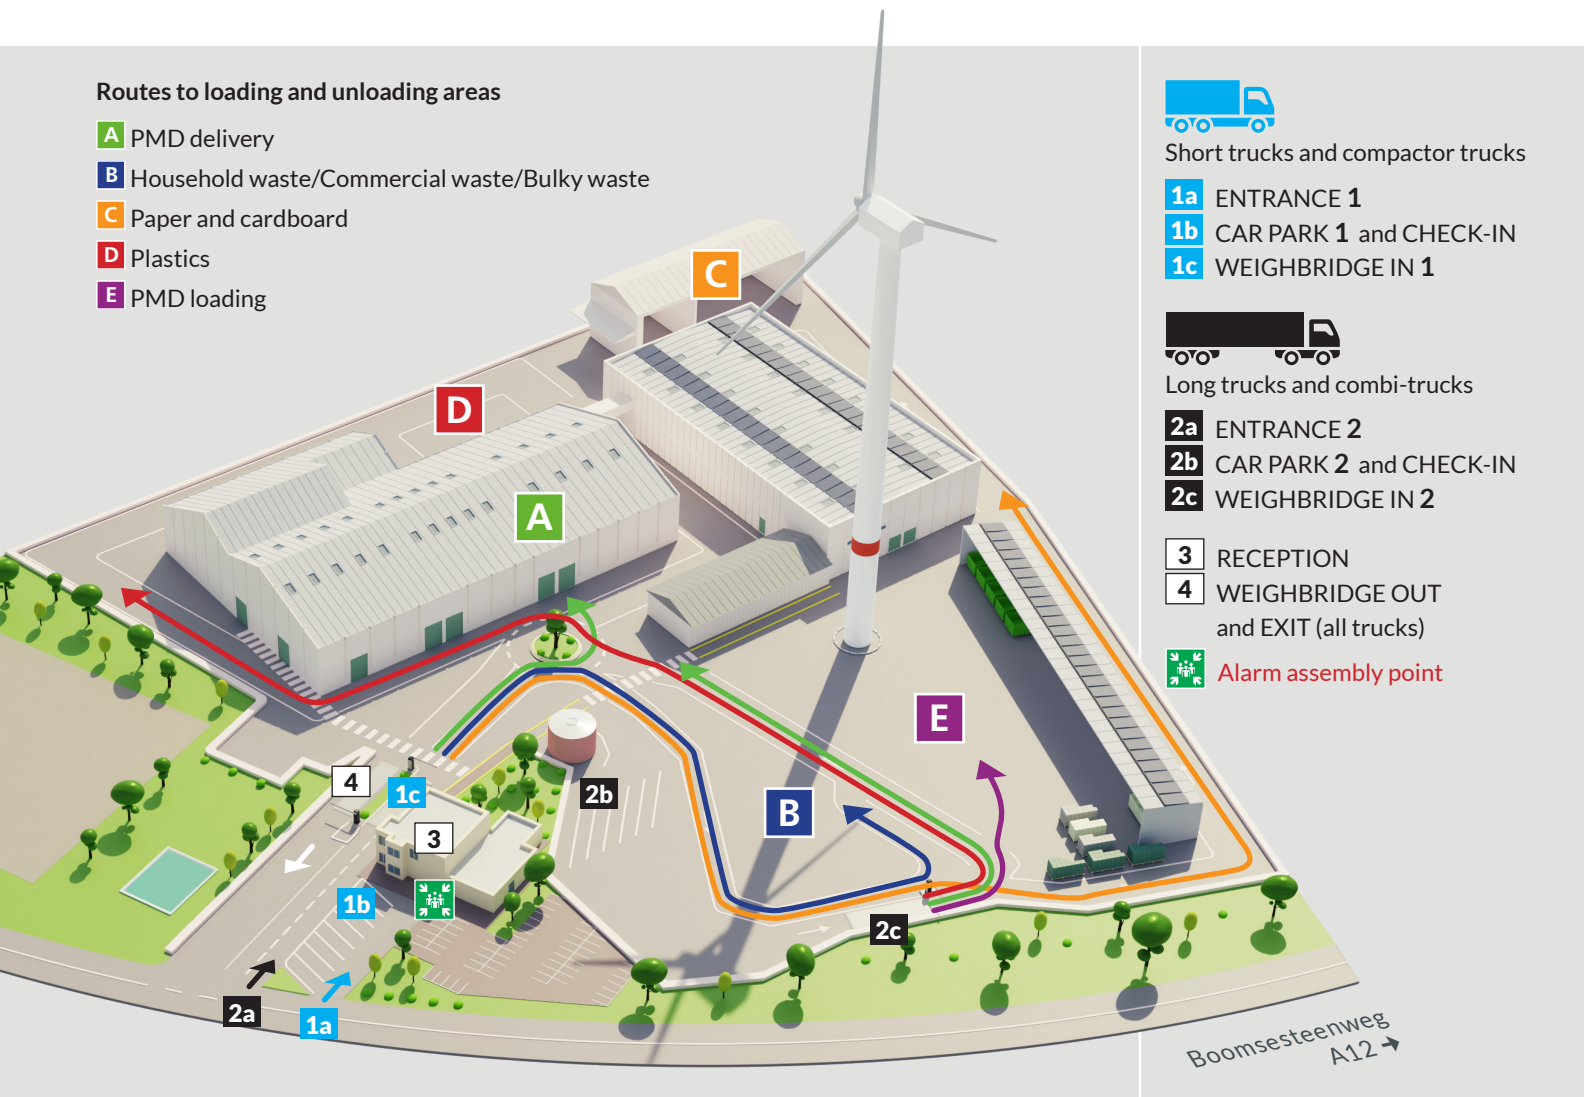 Routes to loading and unloading areas
A PMD delivery
B Household waste/Commercial waste/Bulky waste
C Paper and cardboard
D Plastics
E PMD loading
Short trucks and compactor trucks
1a ENTRANCE 1
1b CAR PARK 1 and CHECK-IN
1c WEIGHBRIDGE IN 1
Long trucks and combi-trucks
2a ENTRANCE 2
2b CAR PARK 2 and CHECK-IN
2c WEIGHBRIDGE IN 2
3 RECEPTION
4 WEIGHBRIDGE OUT
and EXIT (all trucks)
Alarm assembly point
C
D
A
E
4
1c
2b
B
3
1b
2c
2a
1a
Boomsesteenweg
A12